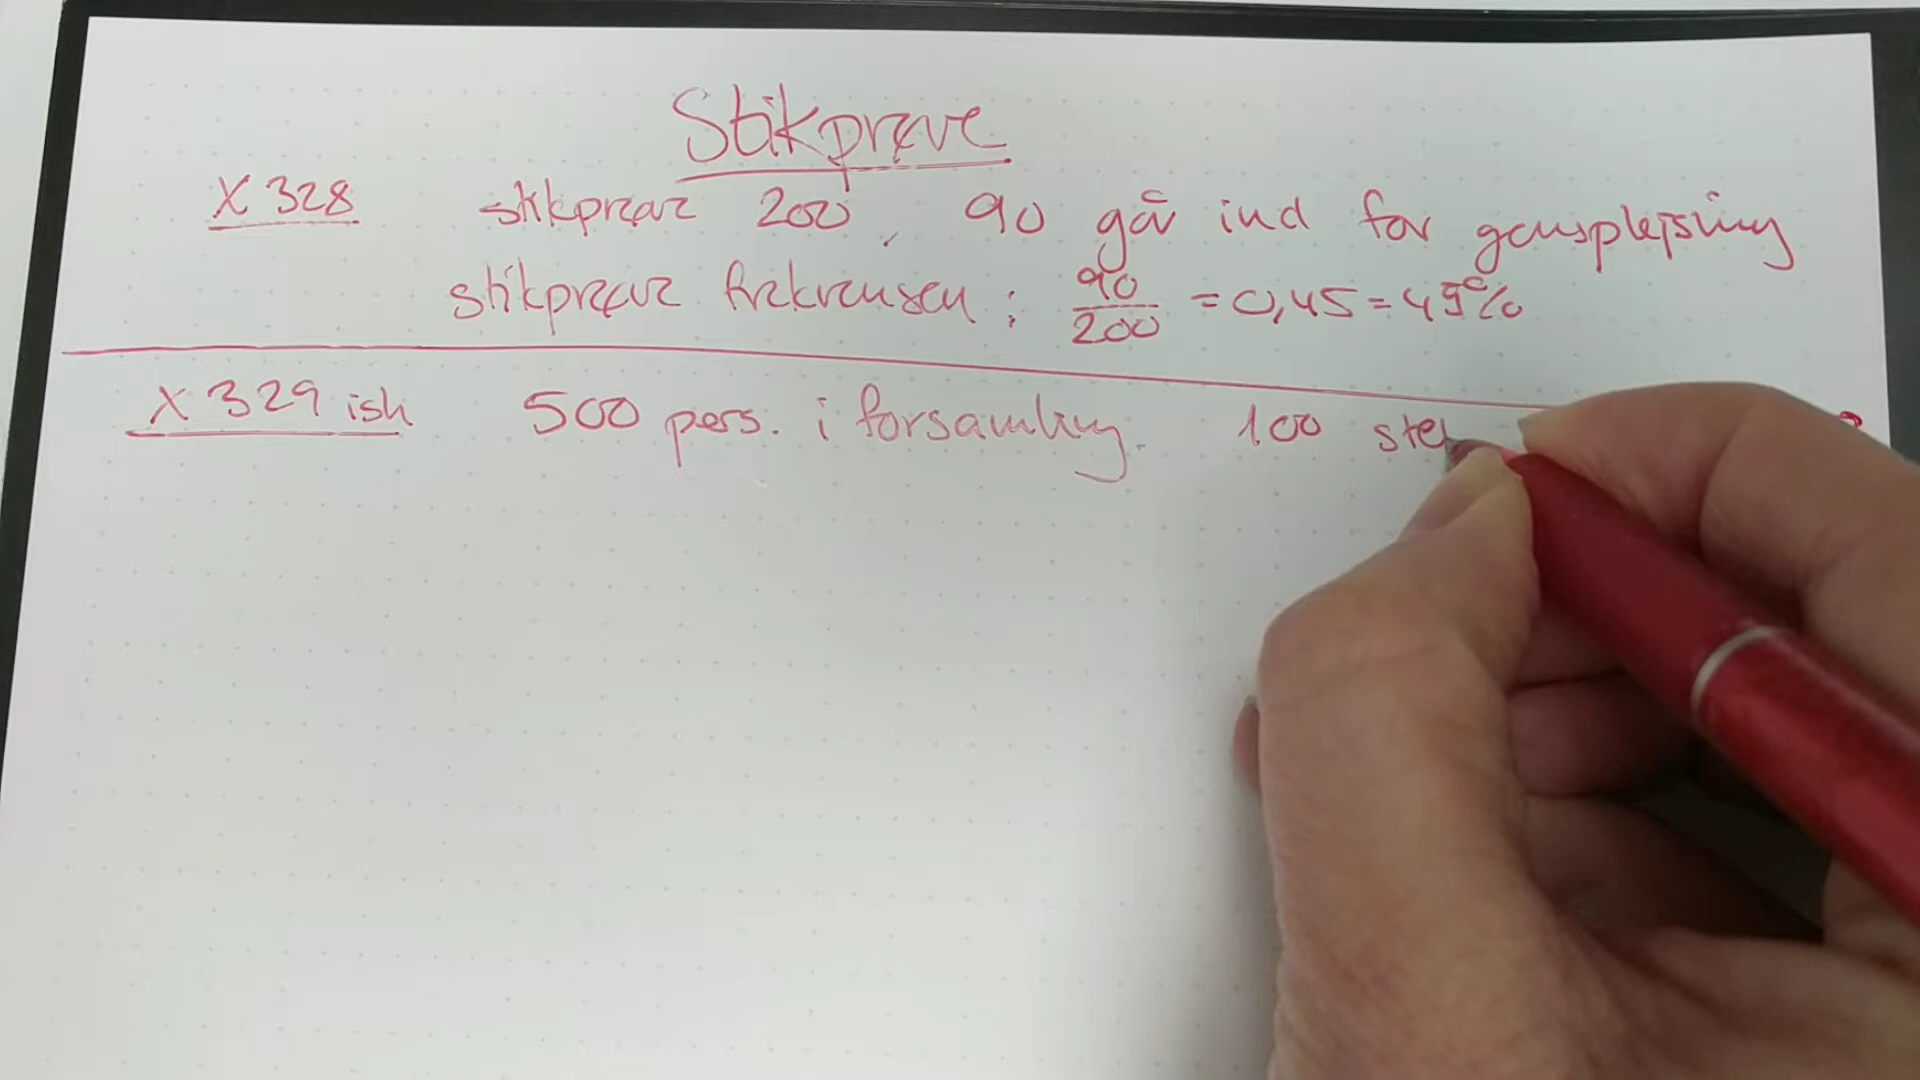 Stikprøve
X 328 stikprøve 200, 90 går ind for gensplejsning
stikprøve frekvensen : 90/200 = 0,45 = 45%
X 329 ish 500 pers. i forsamling. 100 ste